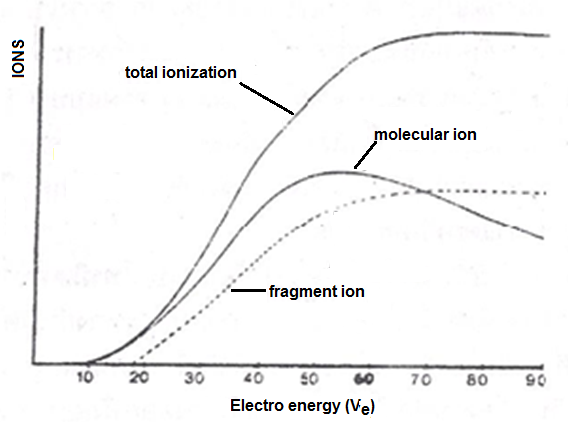 IONS
total ionization
molecular ion
fragment ion
10 20 30 40 50 60 70 80 90
Electro energy (Ve)